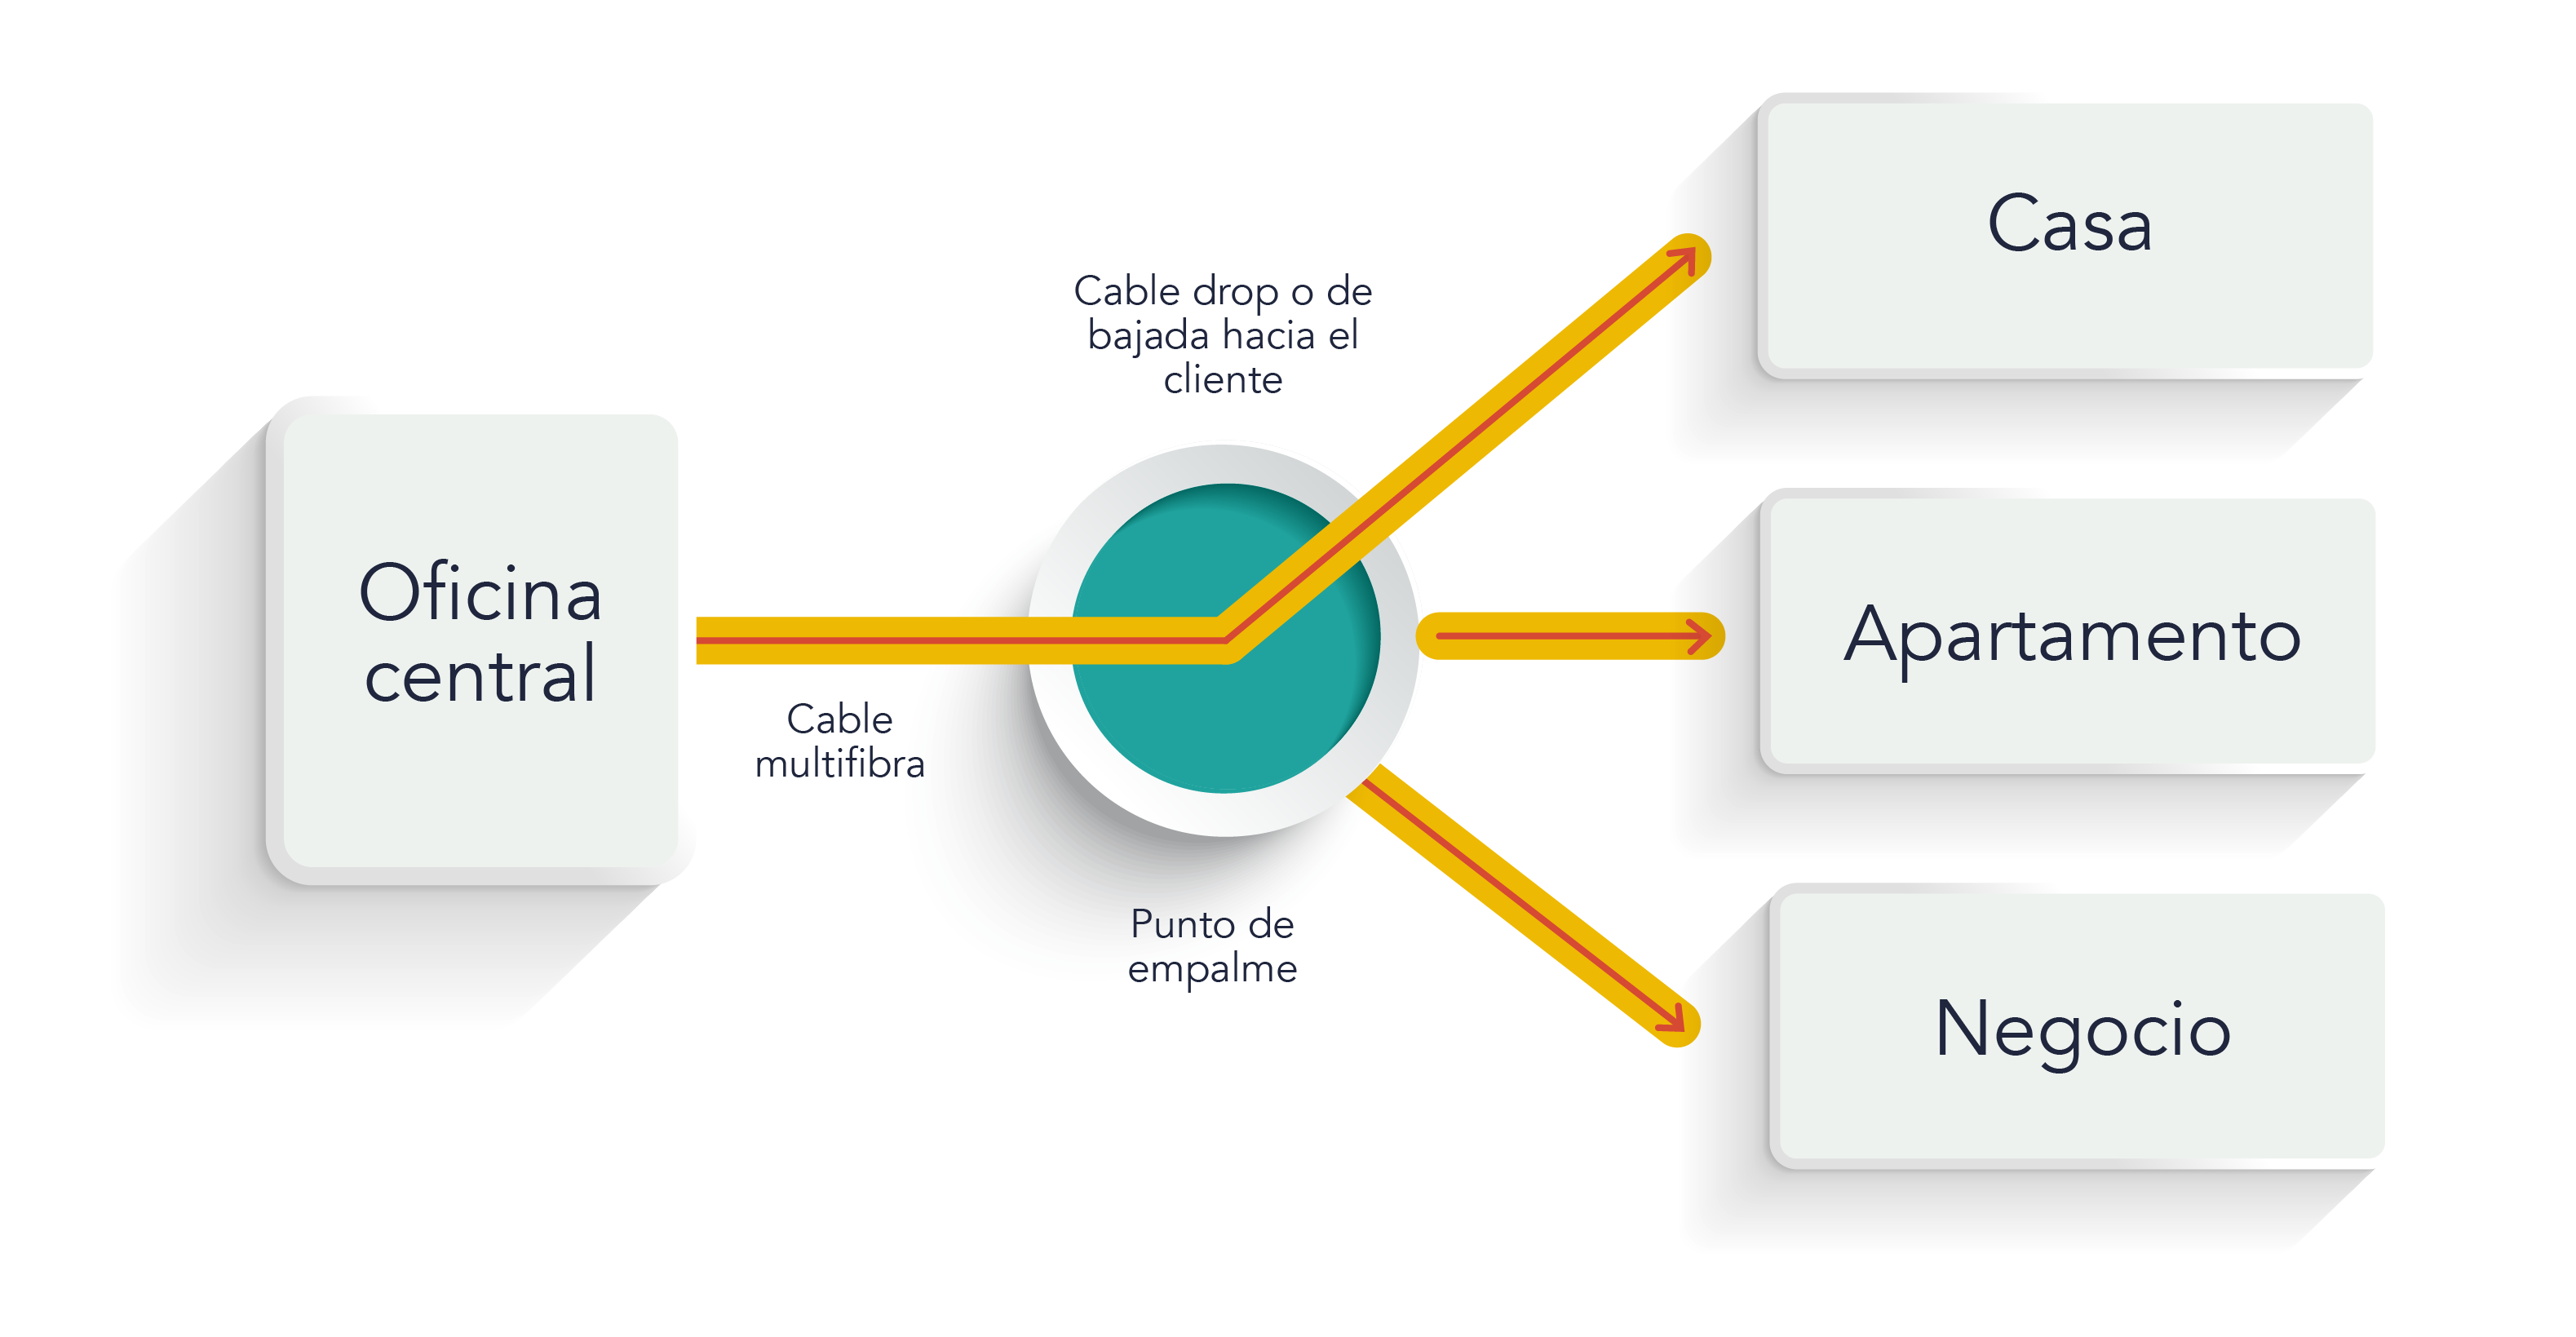 Oficina
central
Cable
multifibra
Cable drop o de
bajada hacia el
cliente
Punto de
empalme
Casa
Apartamento
Negocio